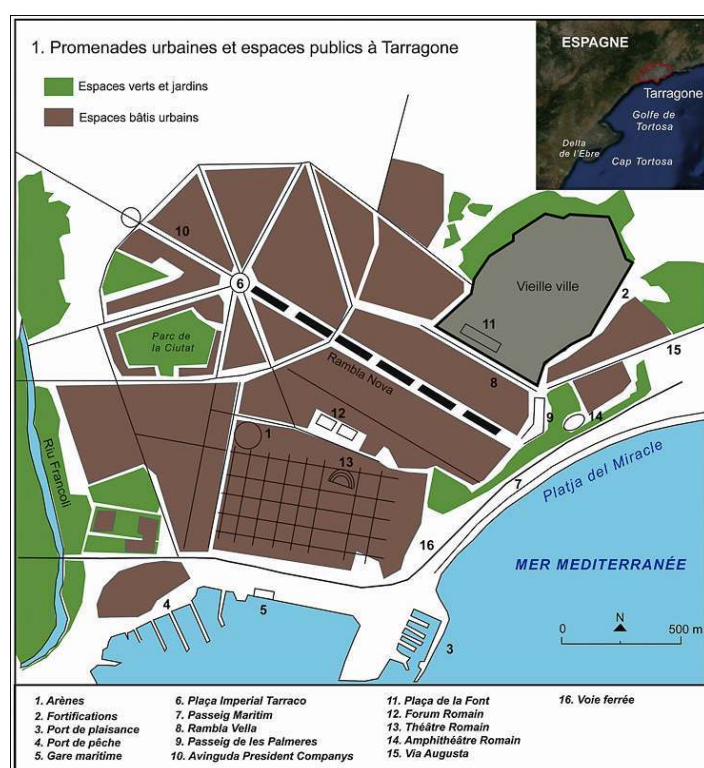 1. Promenades urbaines et espaces publics à Tarragone
Espaces verts et jardins
Espaces bâtis urbains
ESPAGNE
Tarragone
Golfe de
Tortosa
Delta
de l'Ebre
Cap Tortosa
10
6
Vieille ville
2
11
15
Parc de
la Ciutat
Rambla Nova
8
9
14
12
1
13
Riu Francolí
7
Platja del Miracle
16
MER MEDITERRANÉE
N
0
500 m
4
5
3
1. Arènes
2. Fortifications
3. Port de plaisance
4. Port de pêche
5. Gare maritime
6. Plaça Imperial Tarraco
7. Passeig Maritim
8. Rambla Vella
9. Passeig de les Palmeres
10. Avinguda President Companys
11. Plaça de la Font
12. Forum Romain
13. Théâtre Romain
14. Amphithéâtre Romain
15. Via Augusta
16. Voie ferrée